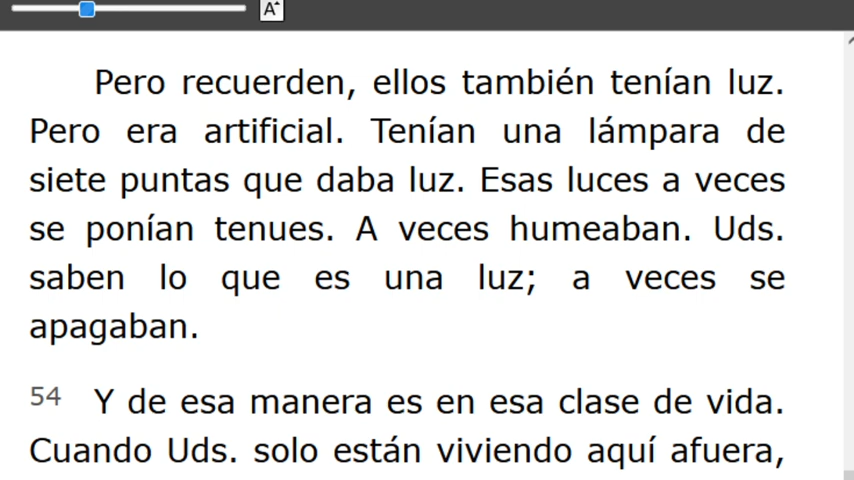 A
Pero recuerden, ellos también tenían luz.
Pero era artificial. Tenían una lámpara de
siete puntas que daba luz. Esas luces a veces
se ponían tenues. A veces humeaban. Uds.
saben lo que es una luz; a veces se
apagaban.
54 Y de esa manera es en esa clase de vida.
Cuando Uds. solo están viviendo aquí afuera,